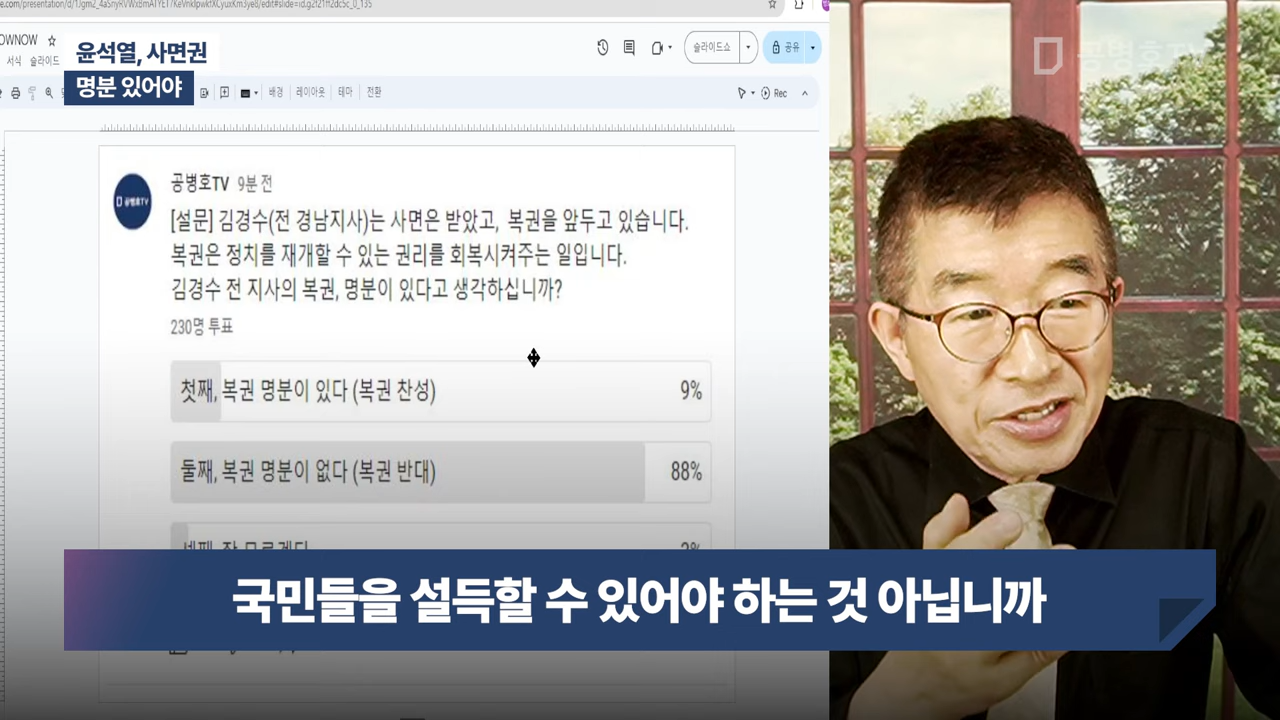 윤석열, 사면권
명분 있어야
서식 슬라이드
슬라이드쇼
공유
배경 레이아웃 테마 전환
Rec
공병호TV
공병호TV 9분 전
[설문] 김경수(전 경남지사)는 사면은 받았고, 복권을 앞두고 있습니다.
복권은 정치를 재개할 수 있는 권리를 회복시켜주는 일입니다.
김경수 전 지사의 복권, 명분이 있다고 생각하십니까?
230명 투표
첫째, 복권 명분이 있다 (복권 찬성) 9%
둘째, 복권 명분이 없다 (복권 반대) 88%
국민들을 설득할 수 있어야 하는 것 아닙니까